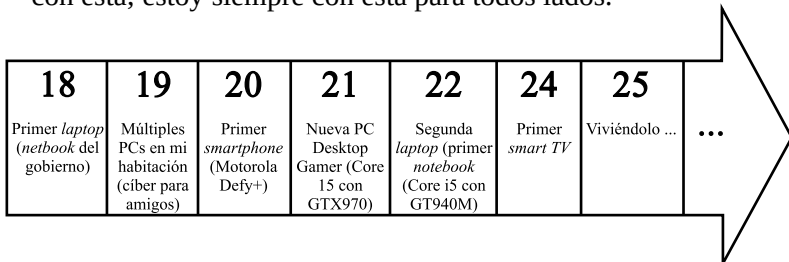 con esta, estoy siempre con esta para todos lados.
18
Primer laptop
(netbook del
gobierno)
19
Múltiples
PCs en mi
habitación
(cíber para
amigos)
20
Primer
smartphone
(Motorola
Defy+)
21
Nueva PC
Desktop
Gamer (Core
15 con
GTX970)
22
Segunda
laptop (primer
notebook
(Core i5 con
GT940M)
24
Primer
smart TV
25
Viviéndolo ...
...